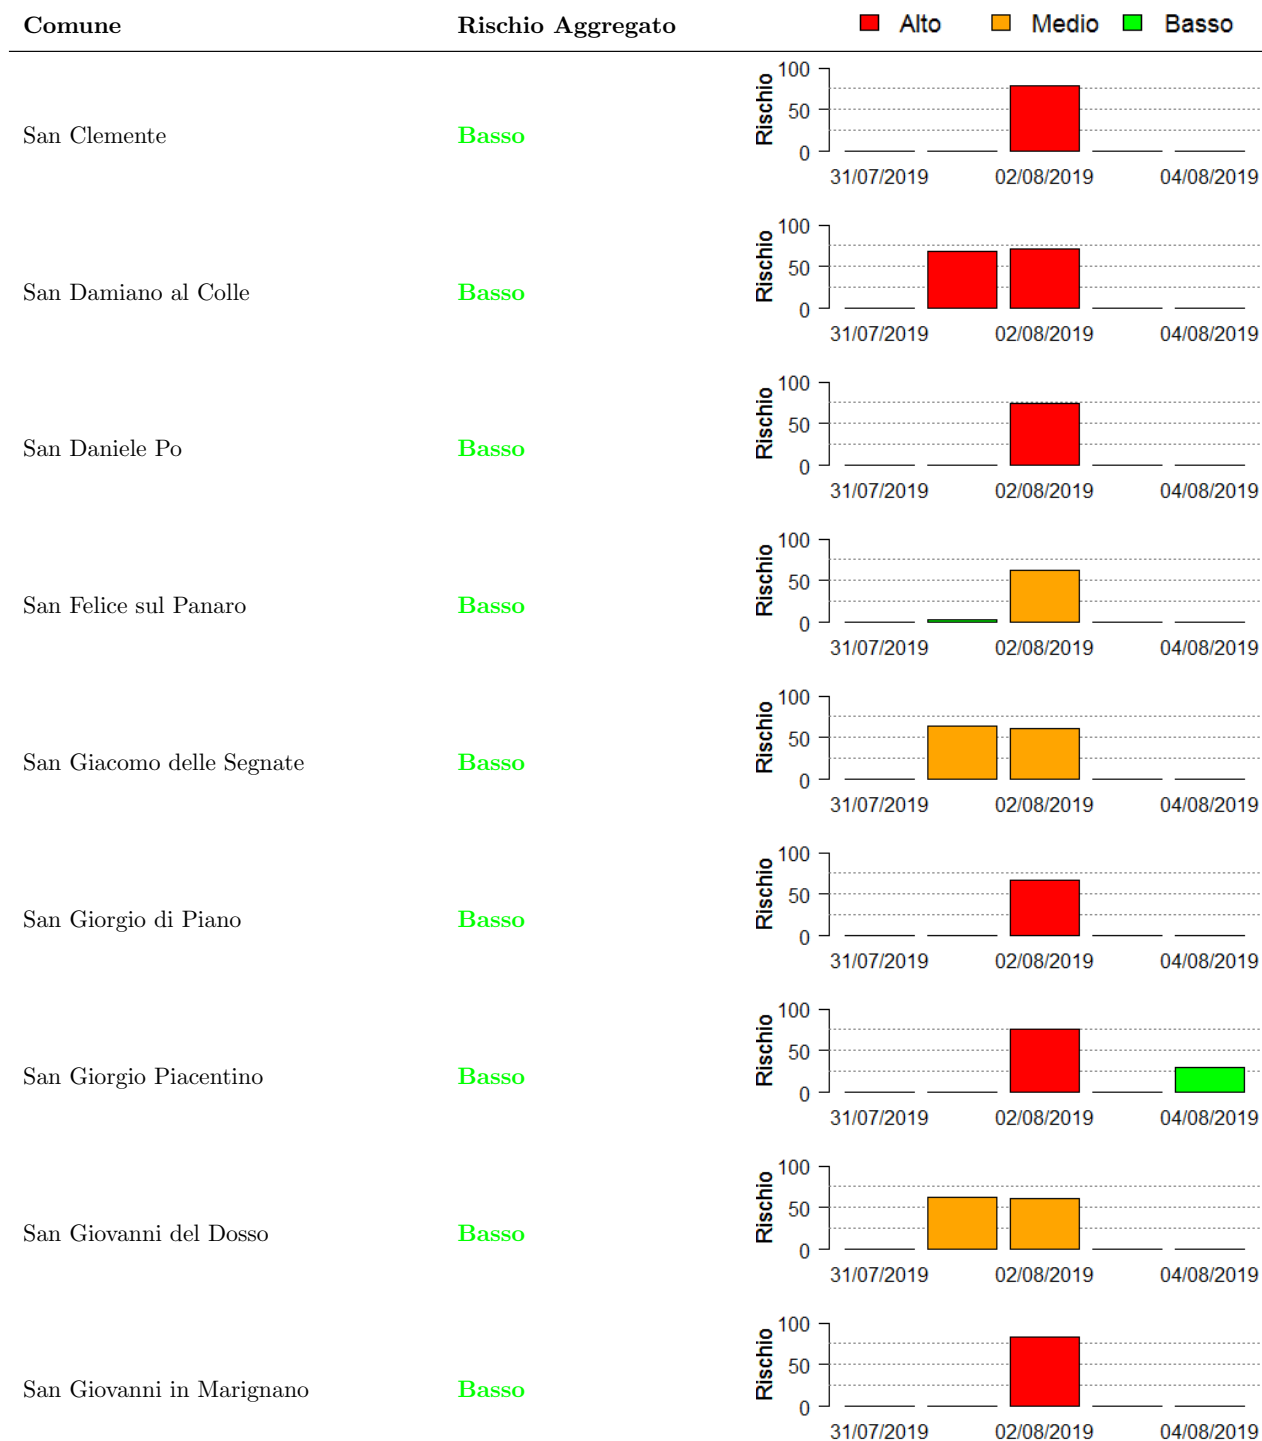 Comune Rischio Aggregato Alto Medio Basso
San Clemente Basso
Rischio
100
50
0
31/07/2019 02/08/2019 04/08/2019
San Damiano al Colle Basso
Rischio
100
50
0
31/07/2019 02/08/2019 04/08/2019
San Daniele Po Basso
Rischio
100
50
0
31/07/2019 02/08/2019 04/08/2019
San Felice sul Panaro Basso
Rischio
100
50
0
31/07/2019 02/08/2019 04/08/2019
San Giacomo delle Segnate Basso
Rischio
100
50
0
31/07/2019 02/08/2019 04/08/2019
San Giorgio di Piano Basso
Rischio
100
50
0
31/07/2019 02/08/2019 04/08/2019
San Giorgio Piacentino Basso
Rischio
100
50
0
31/07/2019 02/08/2019 04/08/2019
San Giovanni del Dosso Basso
Rischio
100
50
0
31/07/2019 02/08/2019 04/08/2019
San Giovanni in Marignano Basso
Rischio
100
50
0
31/07/2019 02/08/2019 04/08/2019